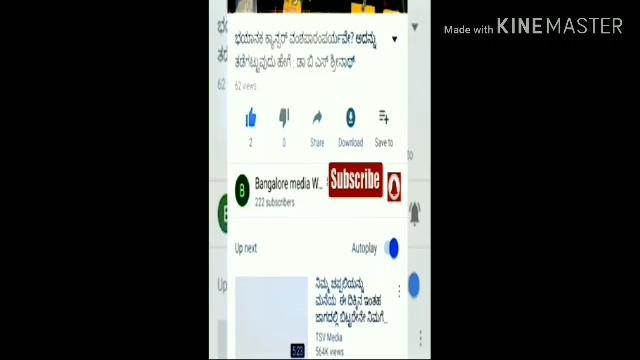 Made with KINEMASTER
ಭಯಾನಕ ಕ್ಯಾನ್ಸರ್ ವಂಶಪಾರಂಪರ್ಯವೇ? ಅದನ್ನು
ತಡೆಗಟ್ಟುವುದು ಹೇಗೆ ; ಡಾ ಬಿ ಎಸ್ ಶ್ರೀನಾಥ್
62 views
2 0 Share Download Save to
B Bangalore media W... Subscribe
222 subscribers
Up next Autoplay
ನಿಮ್ಮ ಚಪ್ಪಲಿಯನ್ನು
ಮನೆಯ ಈ ದಿಕ್ಕಿನ ಇಂತಹ
ಜಾಗದಲ್ಲಿ ಬಿಟ್ಟರೇನೇ ನಿಮಗೆ...
TSV Media
564K views
5:23